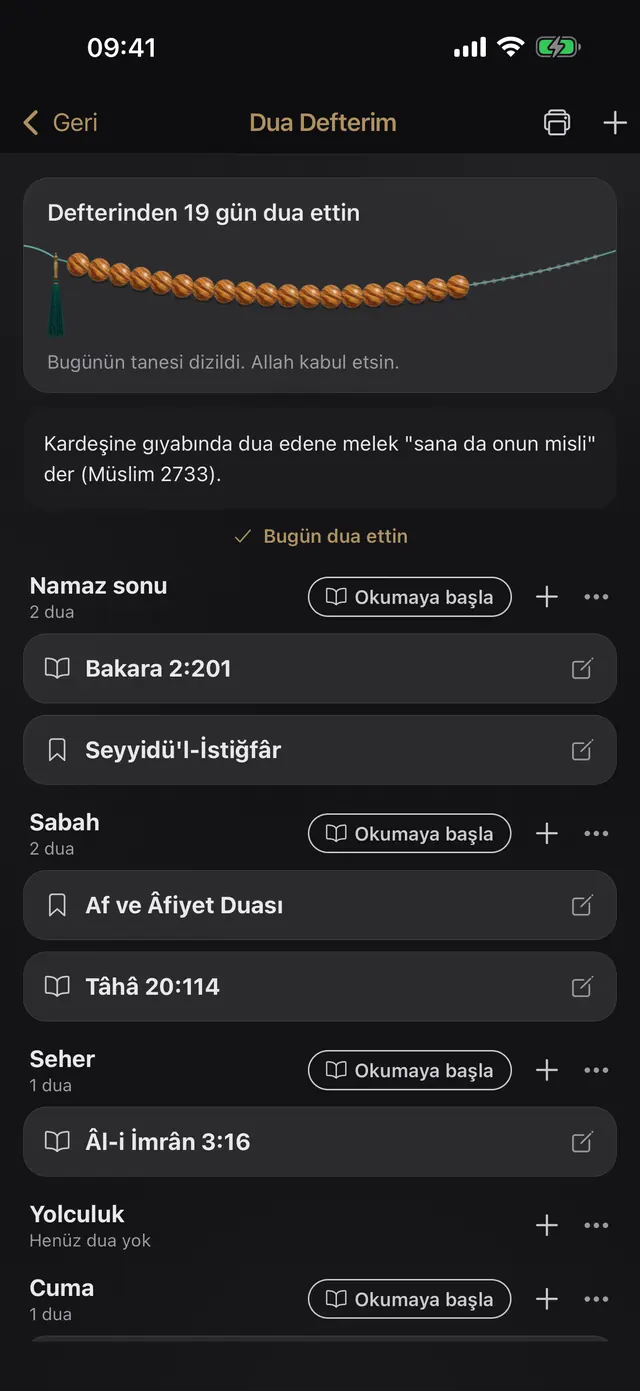 09:41
Geri
Dua Defterim
Defterinden 19 gün dua ettin
Bugünün tanesi dizildi. Allah kabul etsin.
Kardeşine gıyabında dua edene melek "sana da onun misli"
der (Müslim 2733).
Bugün dua ettin
Namaz sonu
2 dua
Okumaya başla
Bakara 2:201
Seyyidü'l-İstiğfâr
Sabah
2 dua
Okumaya başla
Af ve Âfiyet Duası
Tâhâ 20:114
Seher
1 dua
Okumaya başla
Âl-i İmrân 3:16
Yolculuk
Henüz dua yok
Cuma
1 dua
Okumaya başla